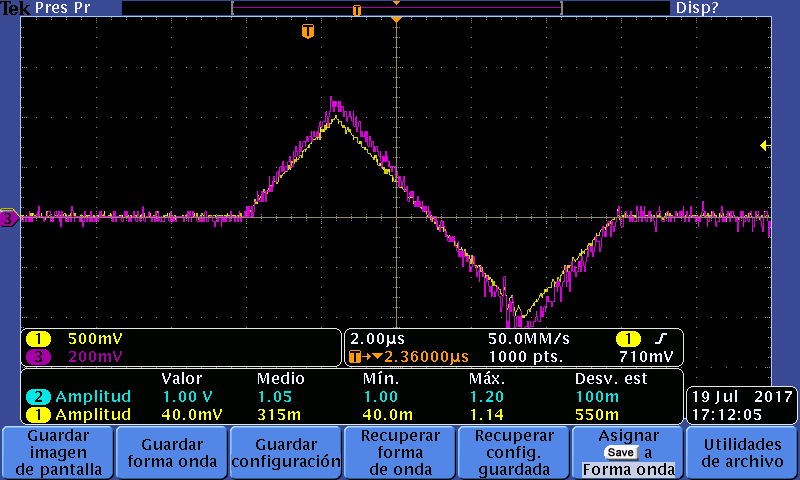 Tek Pres Pr Disp?
T
T
3
1 500mV
3 200mV
2.00µs 50.0MM/s 1 710mV
T→▼2.36000µs 1000 pts.
Valor Medio Mín. Máx. Desv. est
2 Amplitud 1.00 V 1.05 1.00 1.20 100m
1 Amplitud 40.0mV 315m 40.0m 1.14 550m
19 Jul 2017
17:12:05
Guardar
imagen
de pantalla
Guardar
forma onda
Guardar
configuración
Recuperar
forma
de onda
Recuperar
config.
guardada
Asignar
Save a
Forma onda
Utilidades
de archivo